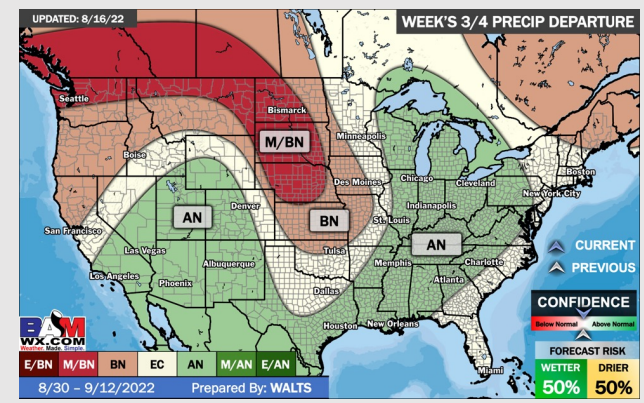 UPDATED: 8/16/22
WEEK'S 3/4 PRECIP DEPARTURE
Seattle
Bismarck
M/BN
Minneapolis
Boise
Boston
Des Moines
Chicago
Cleveland
New York City
AN
Denver
BN
Indianapolis
St. Louis
San Francisco
AN
CURRENT
Las Vegas
Tulsa
Albuquerque
Memphis
Charlotte
PREVIOUS
Los Angeles
Phoenix
Atlanta
Dallas
CONFIDENCE
Below Normal
Above Normal
Houston
New Orleans
BAM
WX.COM
Weather. Made. Simple.
FORECAST RISK
E/BN
M/BN
BN
EC
AN
M/AN
E/AN
WETTER
DRIER
Miami
50%
50%
8/30 – 9/12/2022
Prepared By: WALTS